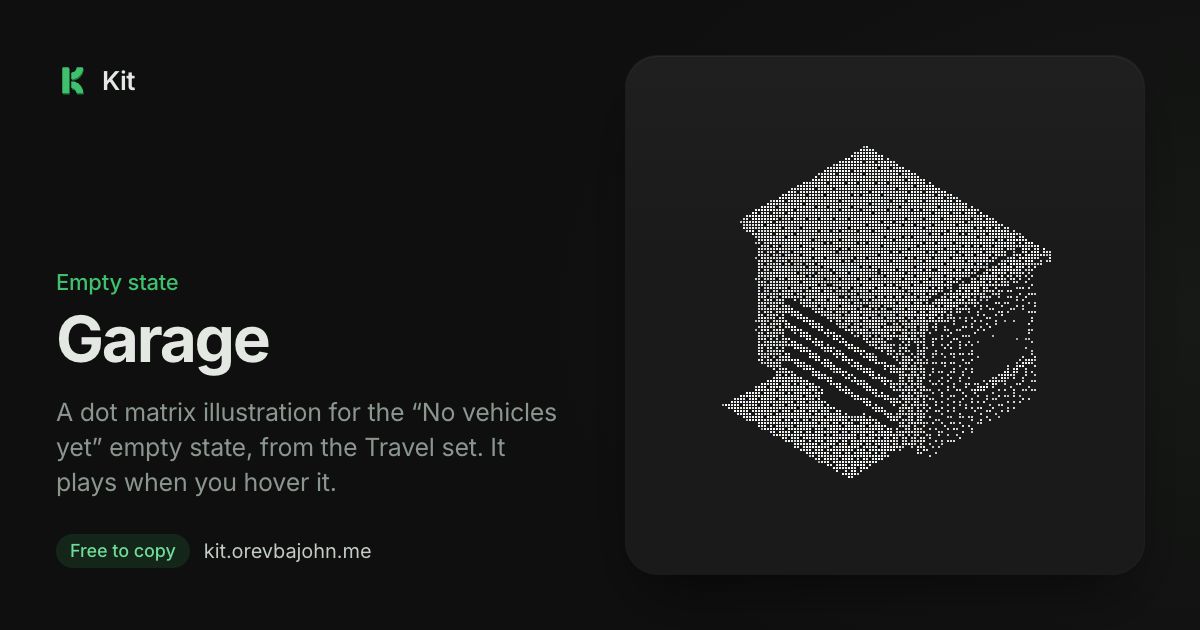 Kit
Empty state
Garage
A dot matrix illustration for the “No vehicles
yet” empty state, from the Travel set. It
plays when you hover it.
Free to copy
kit.orevbajohn.me